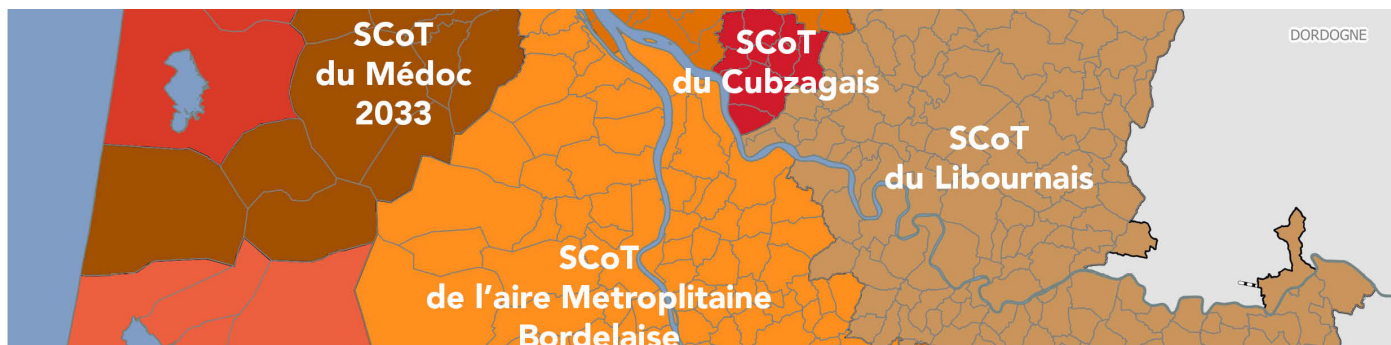 SCoT
du Médoc
2033
SCoT
du Cubzagais
DORDOGNE
SCoT
du Libournais
SCoT
de l'aire Metroplitaine
Bordelaise